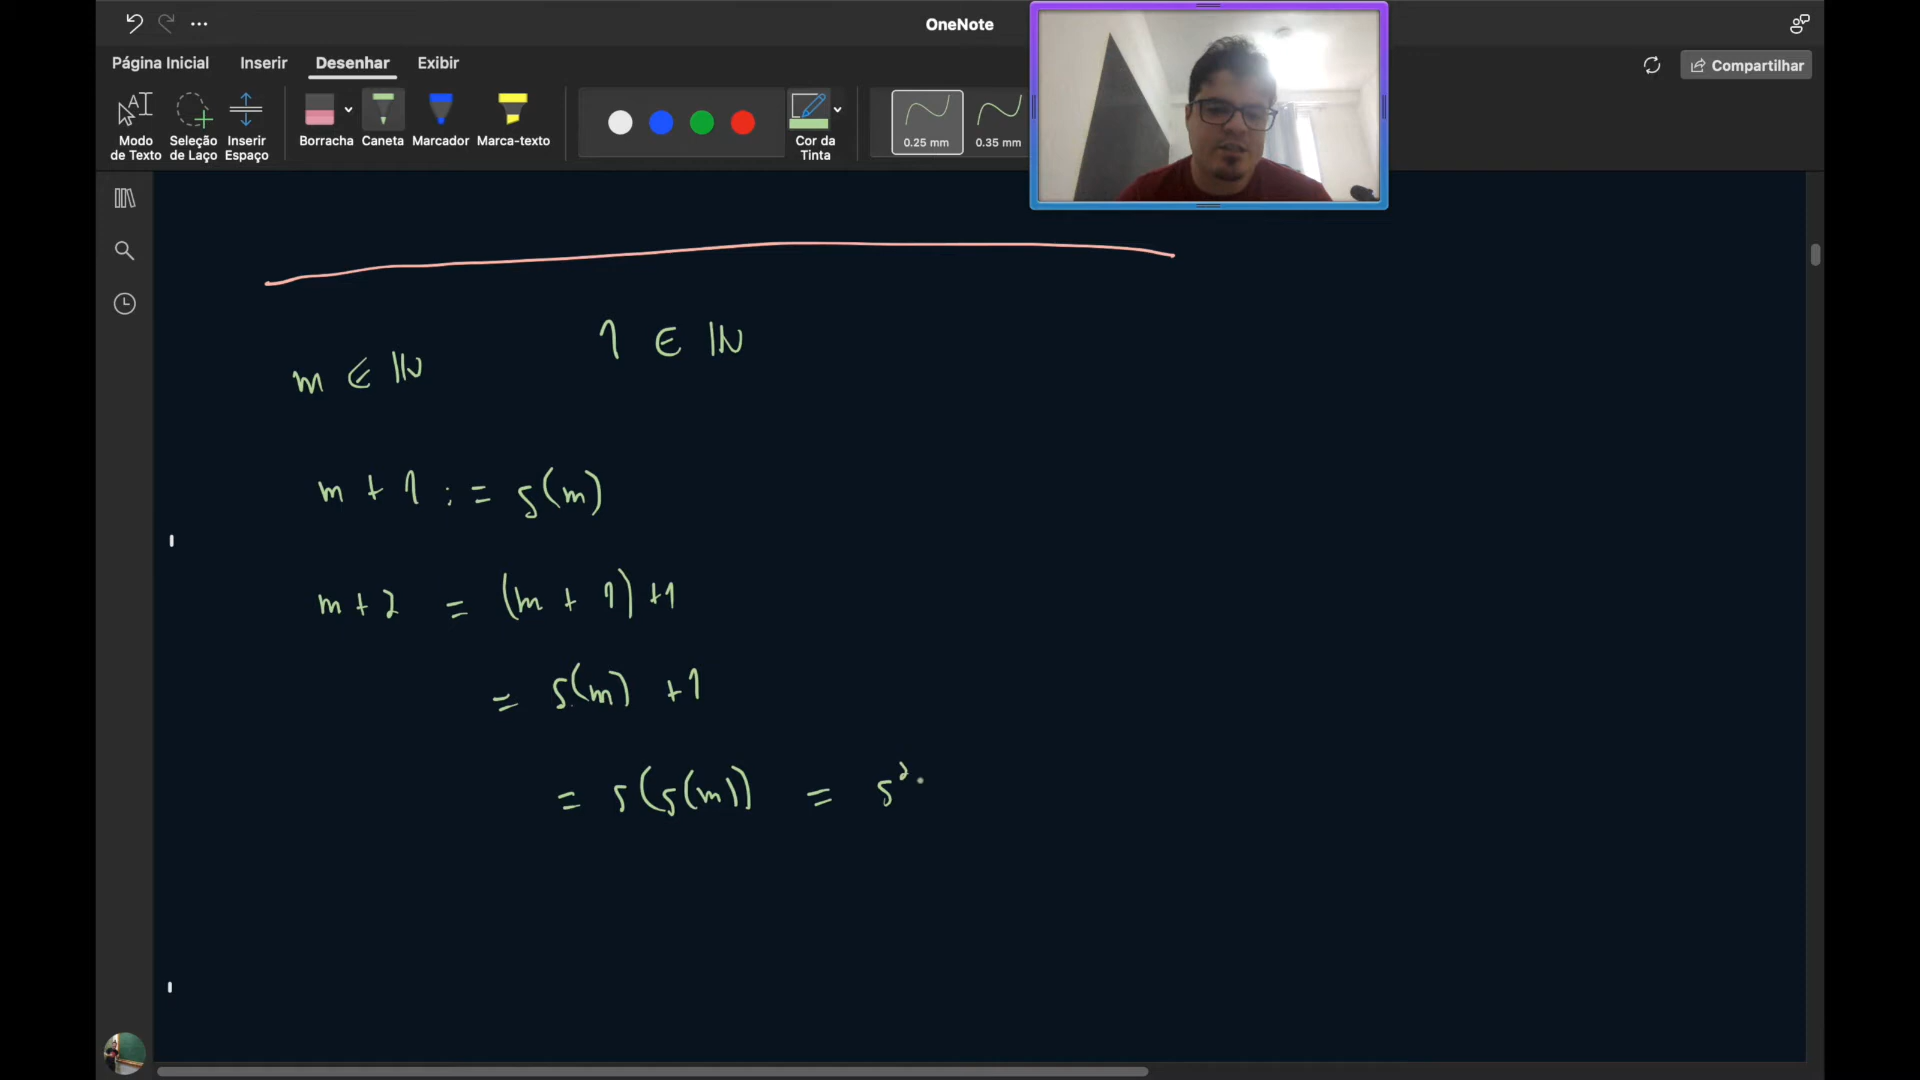 OneNote
Página Inicial Inserir Desenhar Exibir
Compartilhar
Modo de Texto
Seleção de Laço
Inserir Espaço
Borracha
Caneta
Marcador
Marca-texto
Cor da Tinta
0.25 mm
0.35 mm
1 ∈ ℕ
m ∈ ℕ
m + 1 := s(m)
m + 2 = (m + 1) + 1
= s(m) + 1
= s(s(m)) = s²